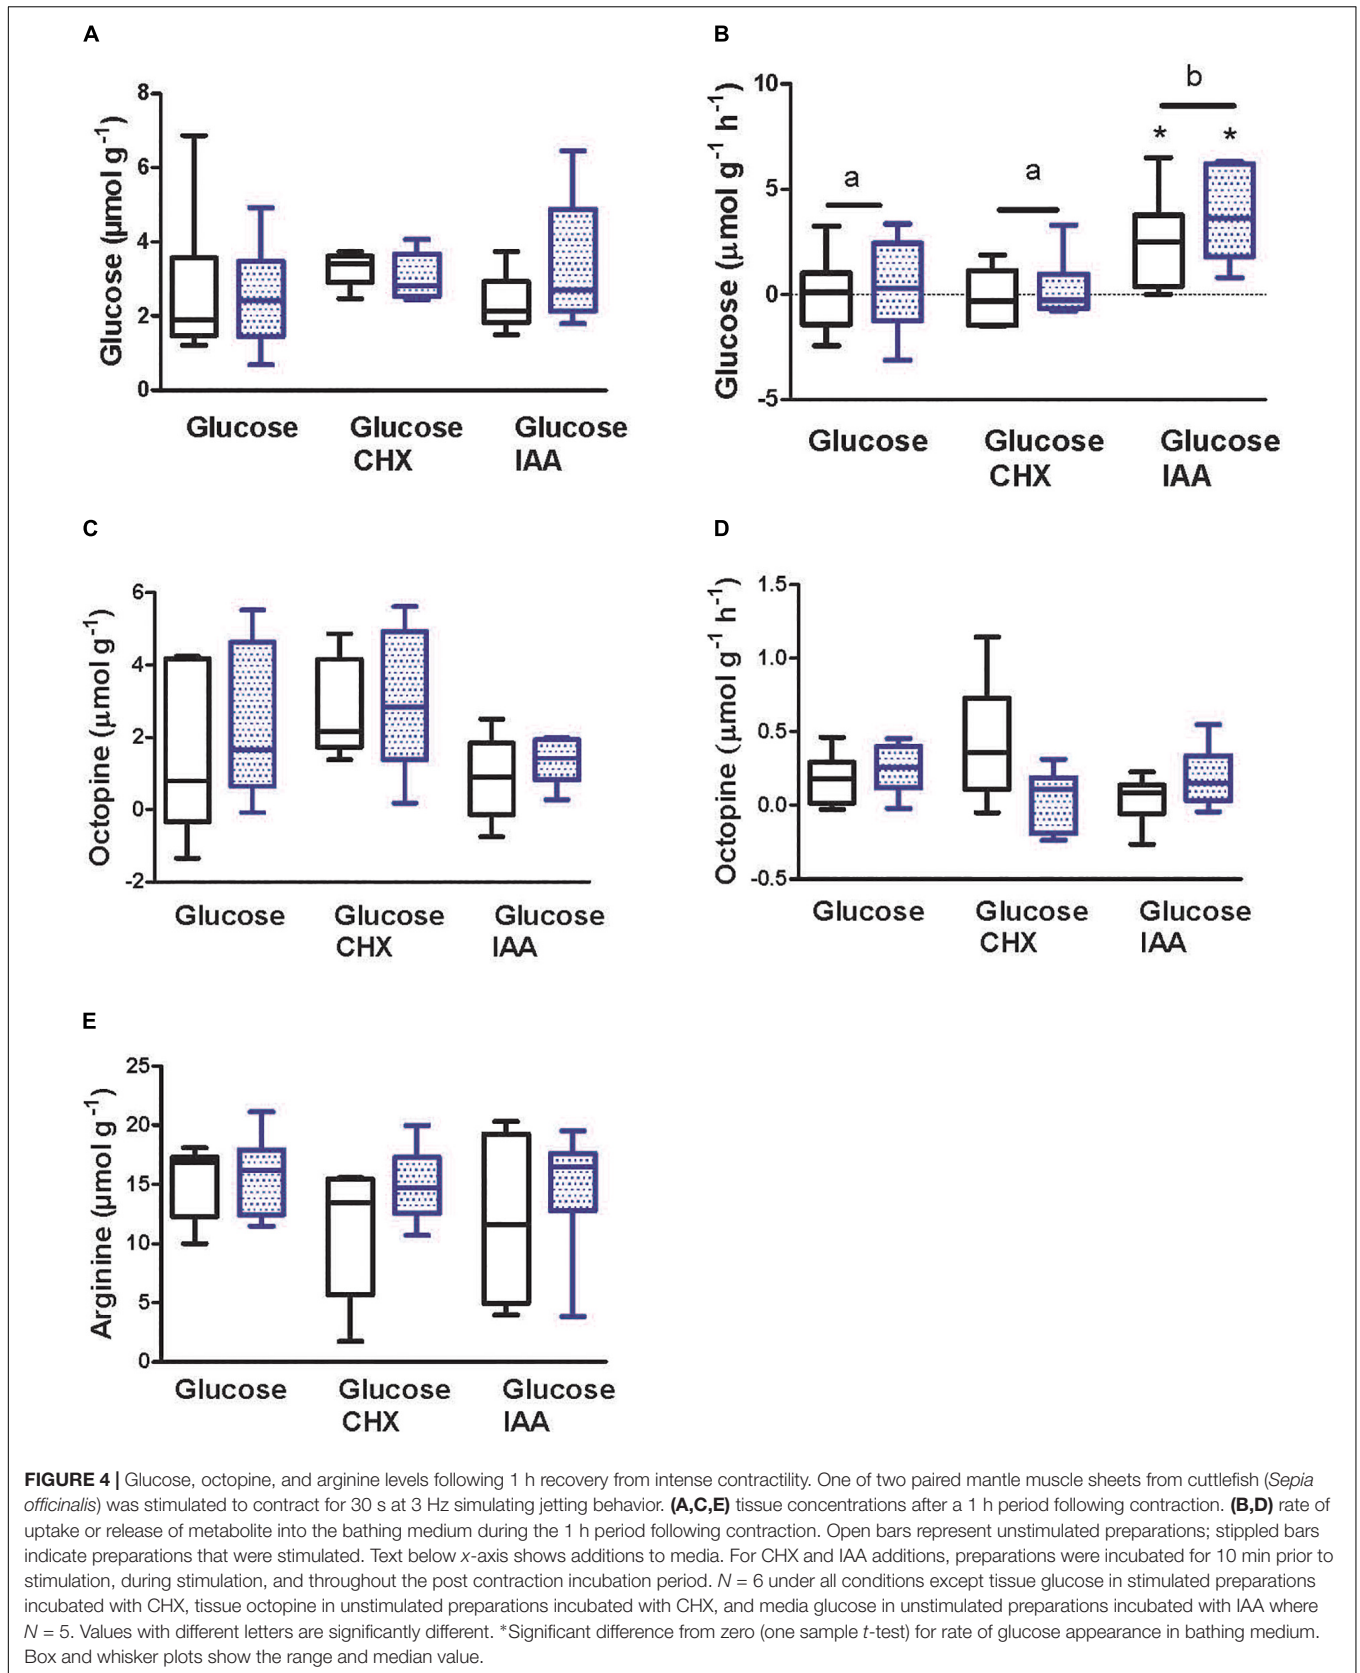 A
Glucose (µmol g⁻¹)
8
6
4
2
0
Glucose
Glucose CHX
Glucose IAA
B
Glucose (µmol g⁻¹ h⁻¹)
10
5
0
-5
a
a
b
* *
Glucose
Glucose CHX
Glucose IAA
C
Octopine (µmol g⁻¹)
6
4
2
0
-2
Glucose
Glucose CHX
Glucose IAA
D
Octopine (µmol g⁻¹ h⁻¹)
1.5
1.0
0.5
0.0
-0.5
Glucose
Glucose CHX
Glucose IAA
E
Arginine (µmol g⁻¹)
25
20
15
10
5
0
Glucose
Glucose CHX
Glucose IAA
FIGURE 4 | Glucose, octopine, and arginine levels following 1 h recovery from intense contractility. One of two paired mantle muscle sheets from cuttlefish (Sepia
officinalis) was stimulated to contract for 30 s at 3 Hz simulating jetting behavior. (A,C,E) tissue concentrations after a 1 h period following contraction. (B,D) rate of
uptake or release of metabolite into the bathing medium during the 1 h period following contraction. Open bars represent unstimulated preparations; stippled bars
indicate preparations that were stimulated. Text below x-axis shows additions to media. For CHX and IAA additions, preparations were incubated for 10 min prior to
stimulation, during stimulation, and throughout the post contraction incubation period. N = 6 under all conditions except tissue glucose in stimulated preparations
incubated with CHX, tissue octopine in unstimulated preparations incubated with CHX, and media glucose in unstimulated preparations incubated with IAA where
N = 5. Values with different letters are significantly different. *Significant difference from zero (one sample t-test) for rate of glucose appearance in bathing medium.
Box and whisker plots show the range and median value.